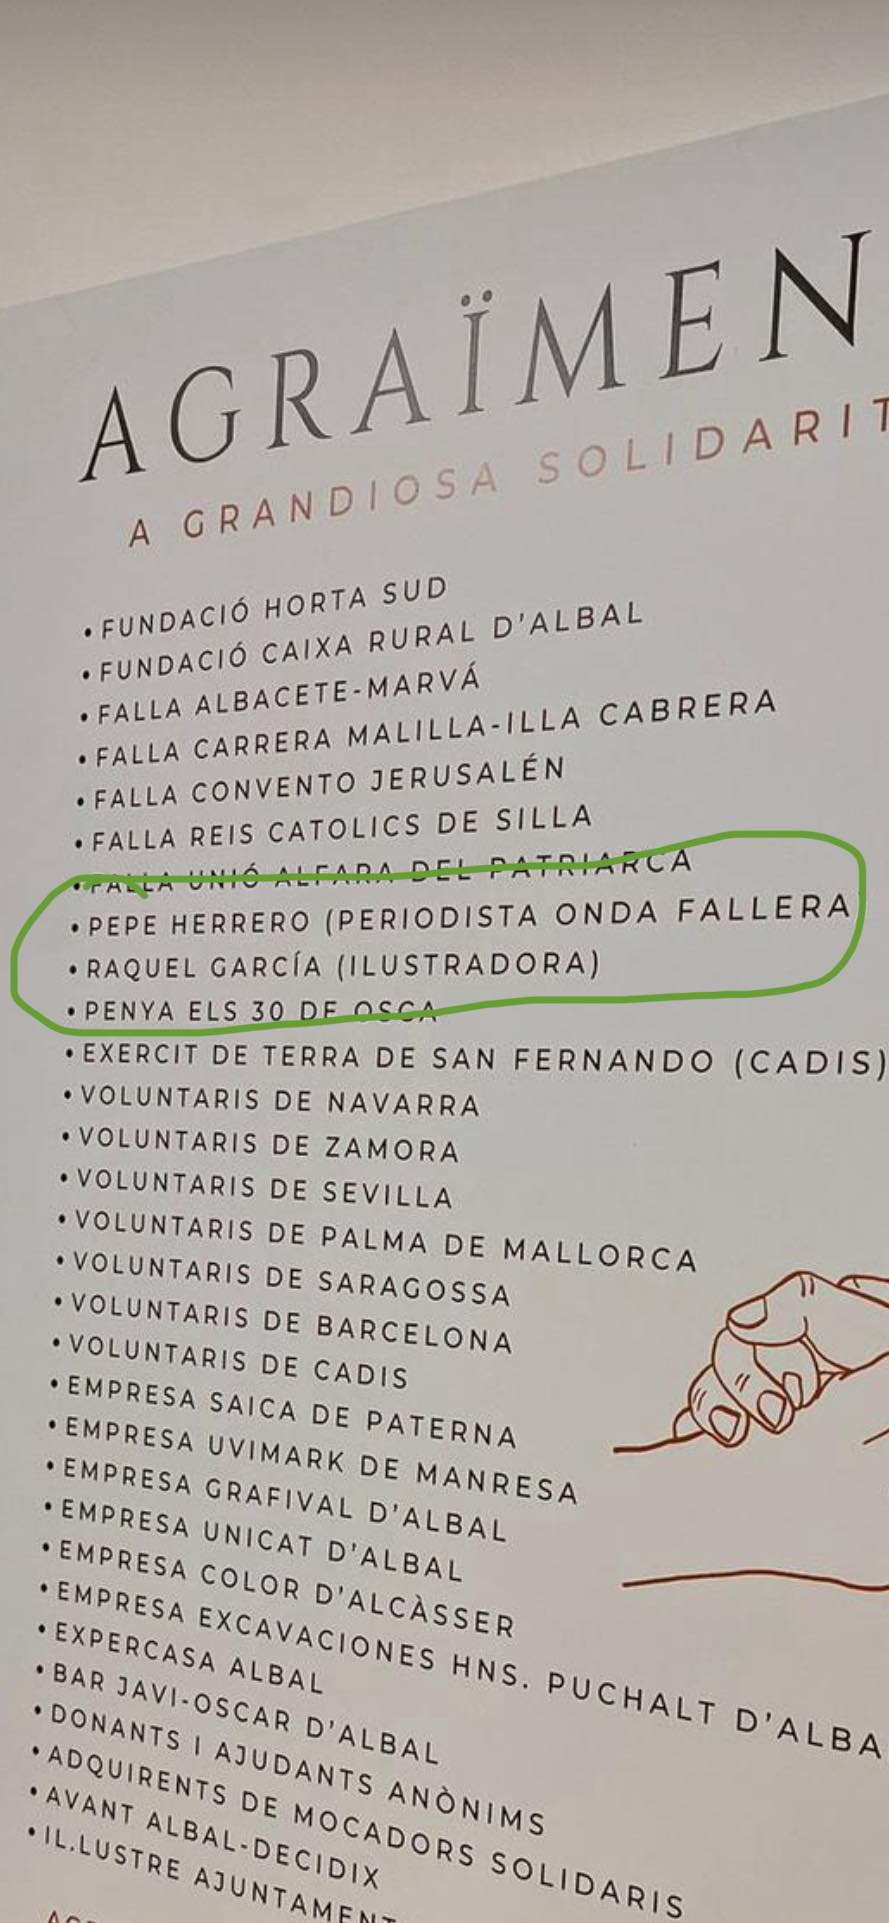 AGRAÏMEN
A GRANDIOSA SOLIDARIT
• FUNDACIÓ HORTA SUD
• FUNDACIÓ CAIXA RURAL D'ALBAL
• FALLA ALBACETE-MARVÁ
• FALLA CARRERA MALILLA-ILLA CABRERA
• FALLA CONVENTO JERUSALÉN
• FALLA REIS CATOLICS DE SILLA
• FALLA UNIÓ ALFARA DEL PATRIARCA
• PEPE HERRERO (PERIODISTA ONDA FALLERA
• RAQUEL GARCÍA (ILUSTRADORA)
• PENYA ELS 30 DE OSCA
• EXERCIT DE TERRA DE SAN FERNANDO (CADIS)
• VOLUNTARIS DE NAVARRA
• VOLUNTARIS DE ZAMORA
• VOLUNTARIS DE SEVILLA
• VOLUNTARIS DE PALMA DE MALLORCA
• VOLUNTARIS DE SARAGOSSA
• VOLUNTARIS DE BARCELONA
• VOLUNTARIS DE CADIS
• EMPRESA SAICA DE PATERNA
• EMPRESA UVIMARK DE MANRESA
• EMPRESA GRAFIVAL D'ALBAL
• EMPRESA UNICAT D'ALBAL
• EMPRESA COLOR D'ALCÀSSER
• EMPRESA EXCAVACIONES HNS. PUCHALT D'ALBA
• EXPERCASA ALBAL
• BAR JAVI-OSCAR D'ALBAL
• DONANTS I AJUDANTS ANÒNIMS
• ADQUIRENTS DE MOCADORS SOLIDARIS
• AVANT ALBAL-DECIDIX
• IL.LUSTRE AJUNTAMENT